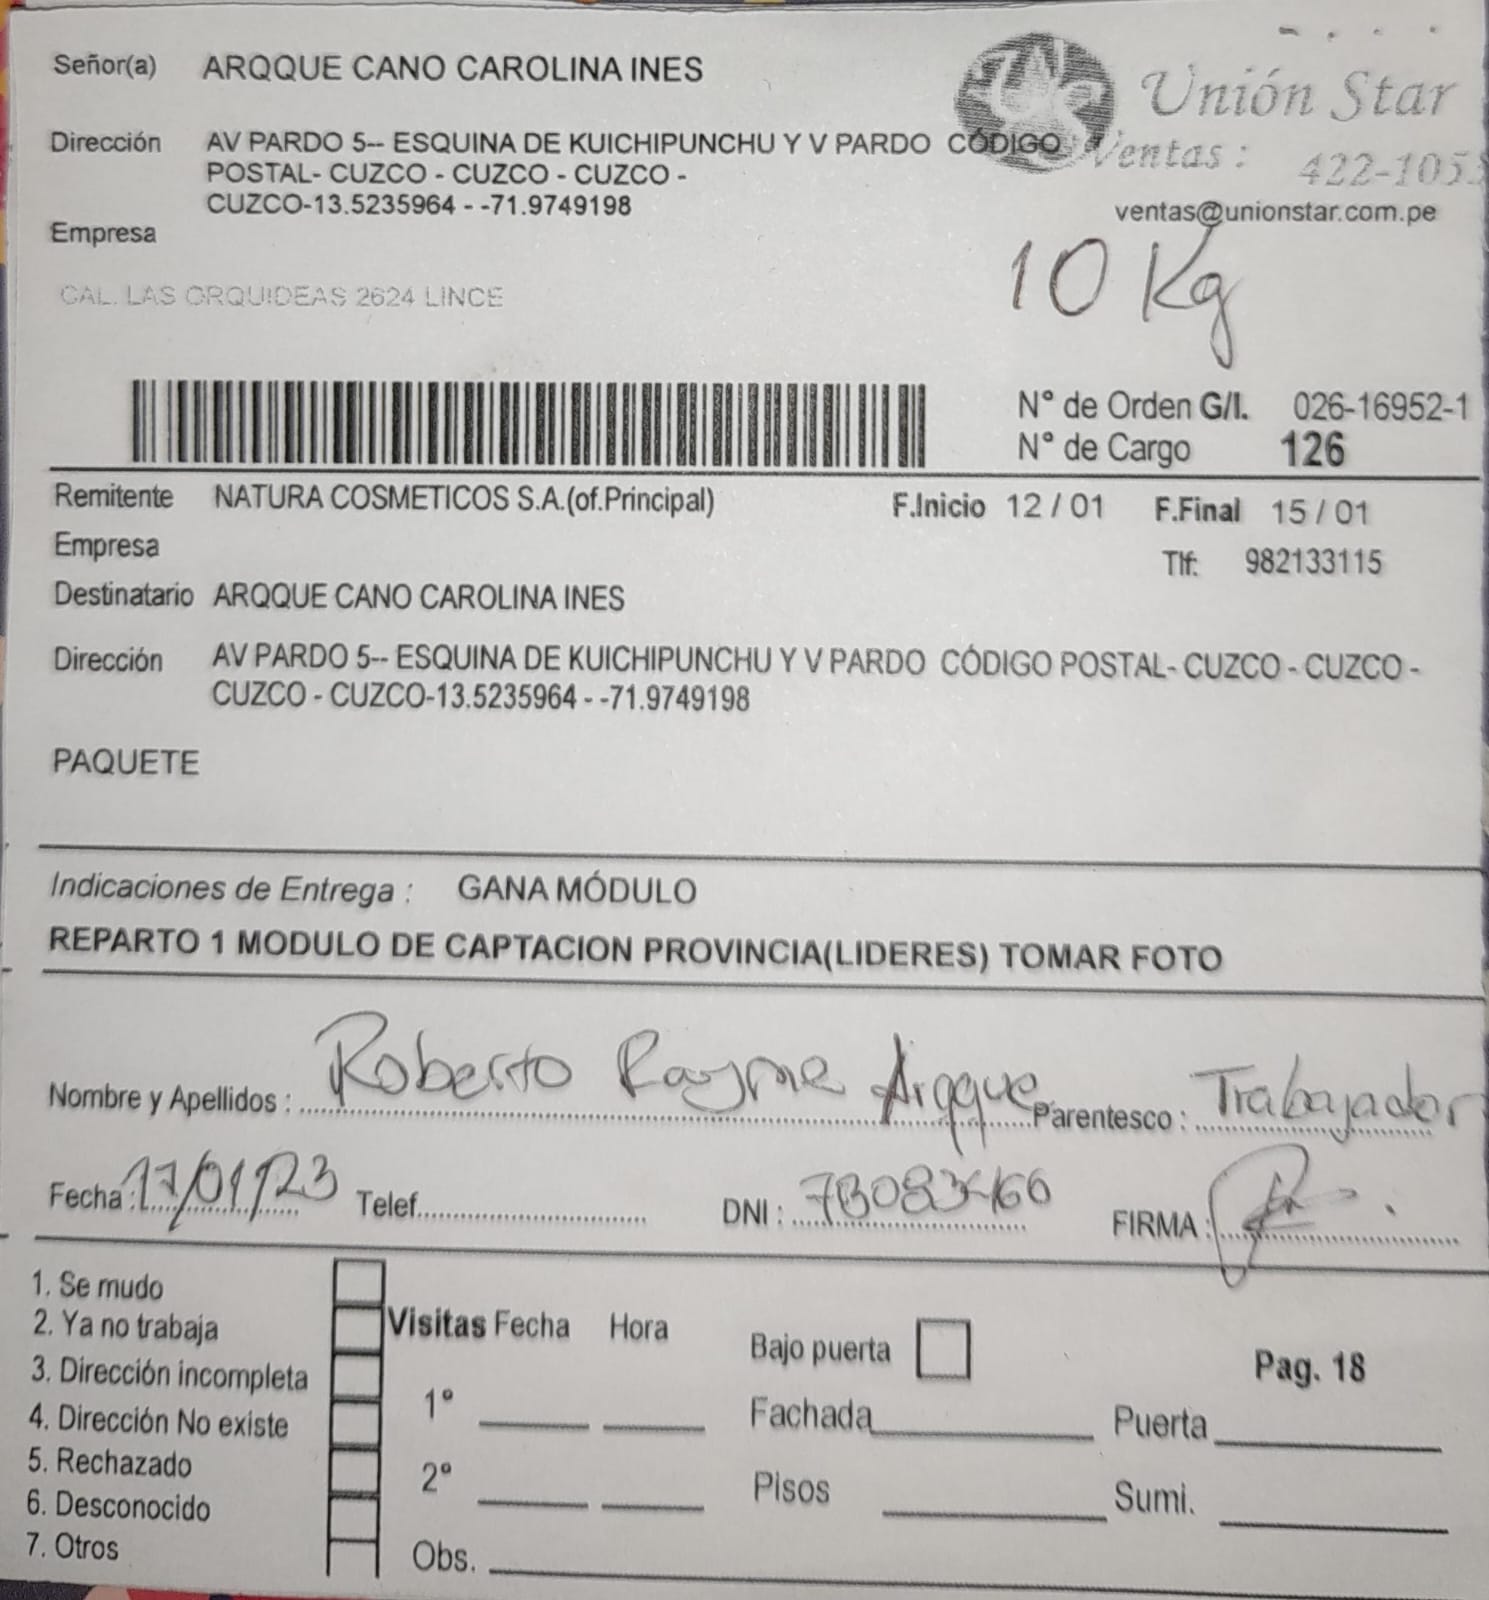 Señor(a) ARQQUE CANO CAROLINA INES
Unión Star
Dirección AV PARDO 5-- ESQUINA DE KUICHIPUNCHU Y V PARDO CÓDIGO
POSTAL- CUZCO - CUZCO - CUZCO -
CUZCO-13.5235964 - -71.9749198
Ventas : 422-1055
ventas@unionstar.com.pe
Empresa
10 Kg
CAL. LAS ORQUIDEAS 2624 LINCE
N° de Orden G/I. 026-16952-1
N° de Cargo 126
Remitente NATURA COSMETICOS S.A.(of.Principal) F.Inicio 12 / 01 F.Final 15 / 01
Empresa
Tlf: 982133115
Destinatario ARQQUE CANO CAROLINA INES
Dirección AV PARDO 5-- ESQUINA DE KUICHIPUNCHU Y V PARDO CÓDIGO POSTAL- CUZCO - CUZCO -
CUZCO - CUZCO-13.5235964 - -71.9749198
PAQUETE
Indicaciones de Entrega : GANA MÓDULO
REPARTO 1 MODULO DE CAPTACION PROVINCIA(LIDERES) TOMAR FOTO
Nombre y Apellidos : Roberto Rayme Arqque Parentesco : Trabajador
Fecha : 17/01/23 Telef. DNI : FIRMA :
1. Se mudo
2. Ya no trabaja
3. Dirección incompleta
4. Dirección No existe
5. Rechazado
6. Desconocido
7. Otros
Visitas Fecha Hora
1º
2º
Obs.
Bajo puerta
Pag. 18
Fachada Puerta
Pisos Sumi.